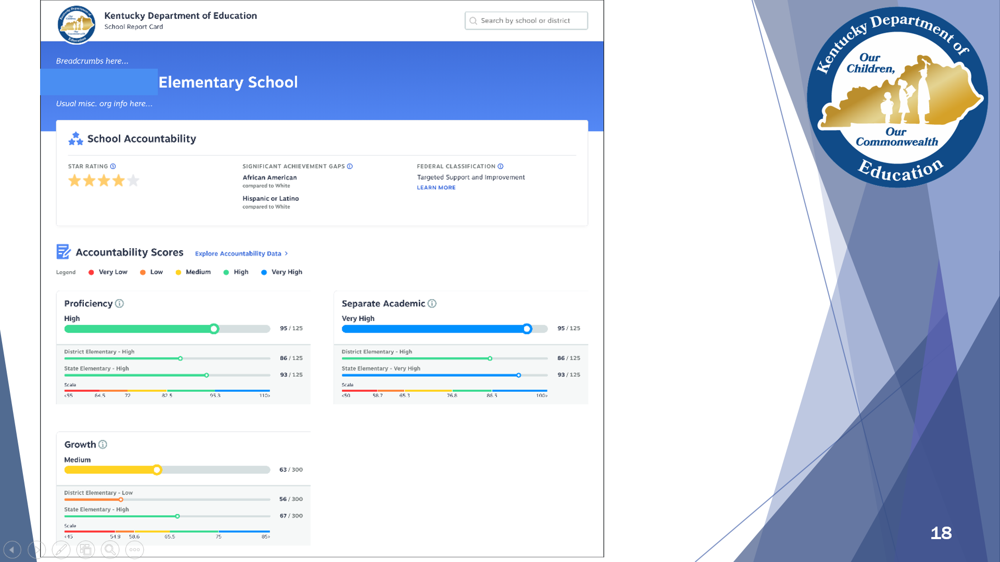 Kentucky Department of Education
School Report Card
Search by school or district
Breadcrumbs here...
Elementary School
Usual misc. org info here...
School Accountability
STAR RATING
SIGNIFICANT ACHIEVEMENT GAPS
African American
compared to White
Hispanic or Latino
compared to White
FEDERAL CLASSIFICATION
Targeted Support and Improvement
LEARN MORE
Accountability Scores
Explore Accountability Data >
Legend Very Low Low Medium High Very High
Proficiency
High
95 / 125
District Elementary - High
86 / 125
State Elementary - High
93 / 125
Scale
<55 64.5 72 82.5 95.3 110>
Separate Academic
Very High
95 / 125
District Elementary - High
86 / 125
State Elementary - Very High
93 / 125
Scale
<50 58.7 65.3 76.8 88.5 100>
Growth
Medium
63 / 300
District Elementary - Low
56 / 300
State Elementary - High
67 / 300
Scale
<45 54.9 58.6 65.5 75 85>
Kentucky Department of
Our
Children,
Our
Commonwealth
Education
18